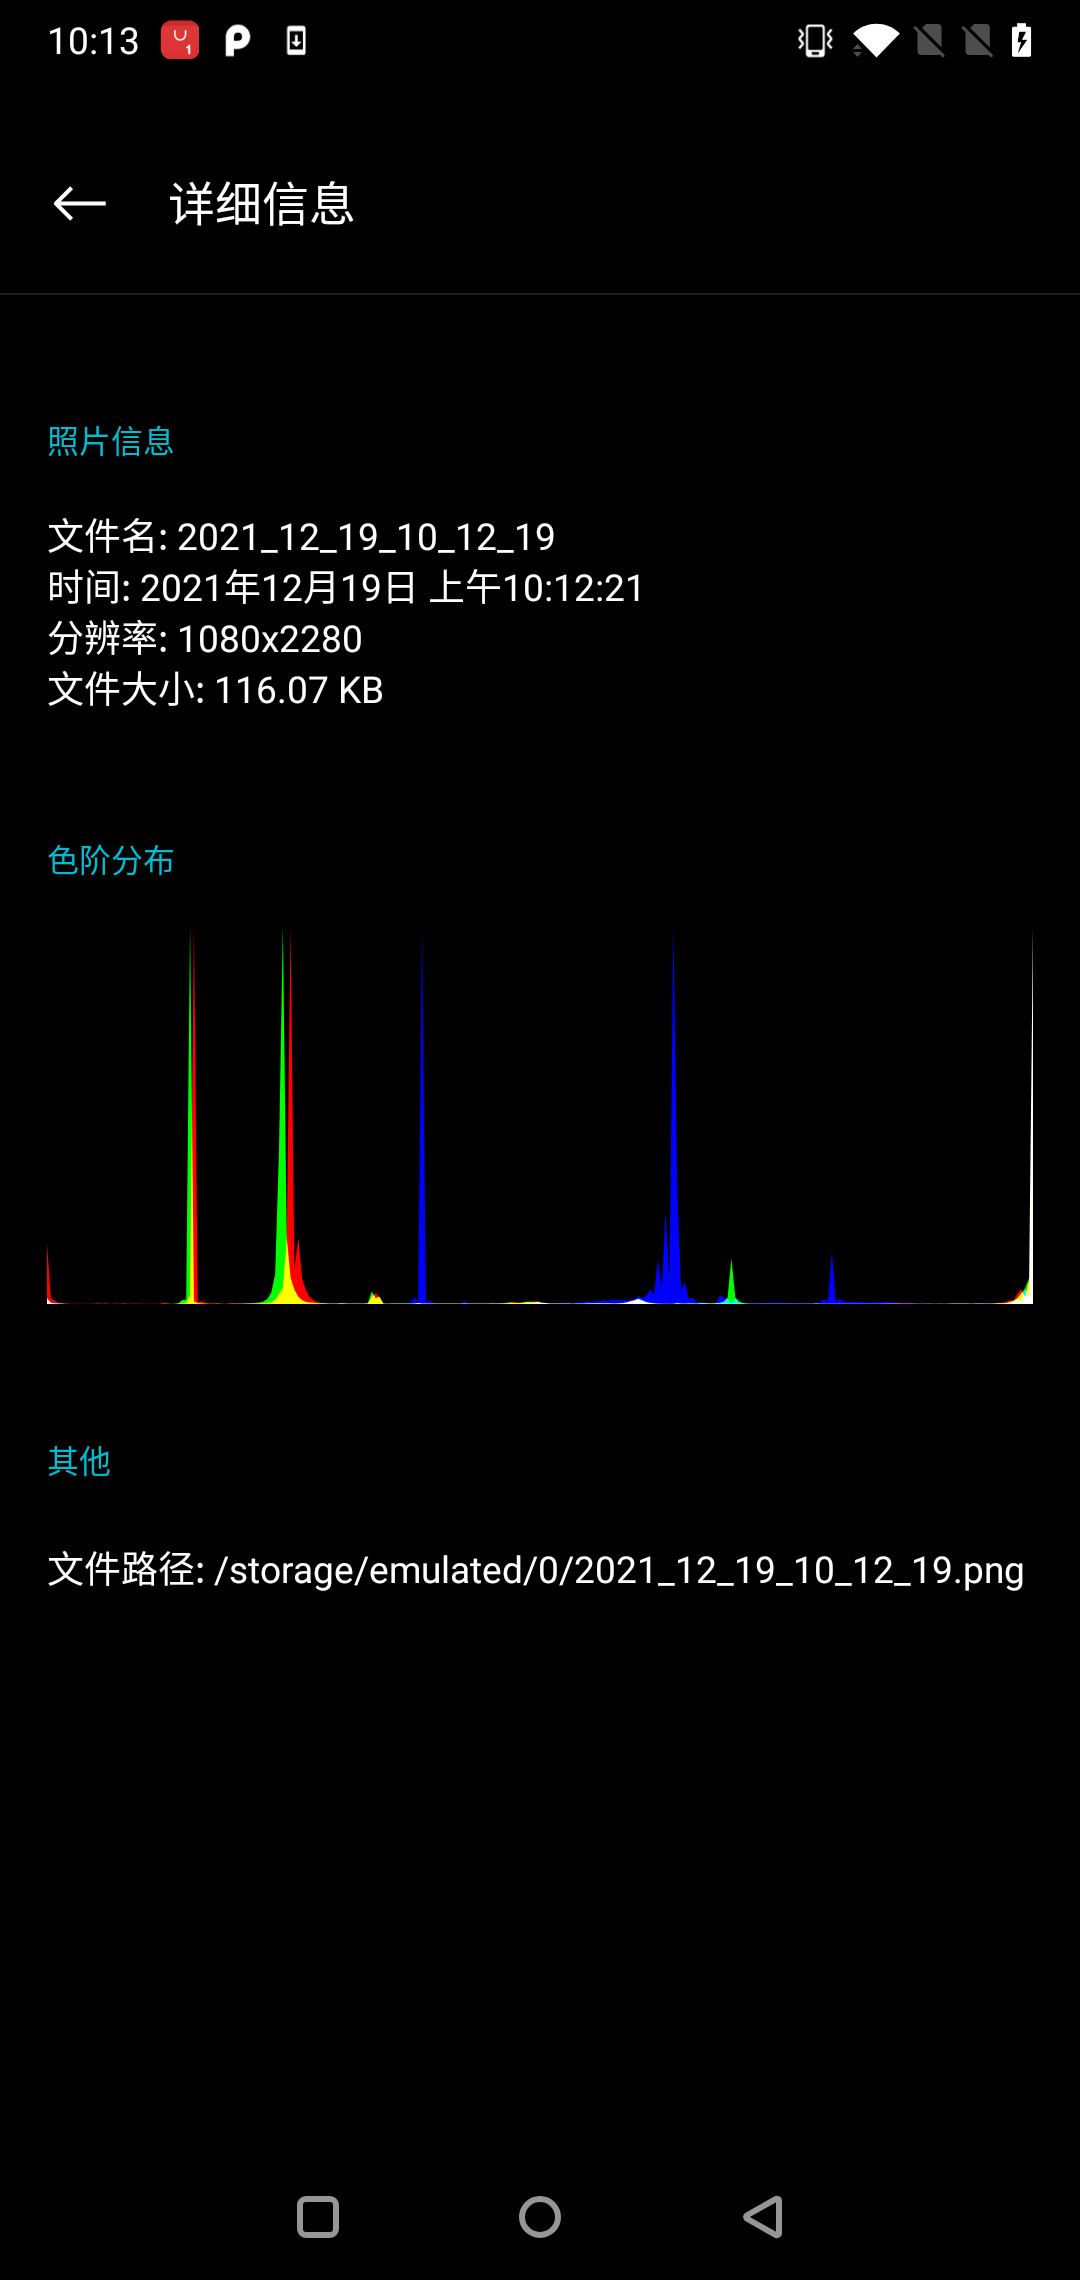 10:13
详细信息
照片信息
文件名: 2021_12_19_10_12_19
时间: 2021年12月19日 上午10:12:21
分辨率: 1080x2280
文件大小: 116.07 KB
色阶分布
其他
文件路径: /storage/emulated/0/2021_12_19_10_12_19.png